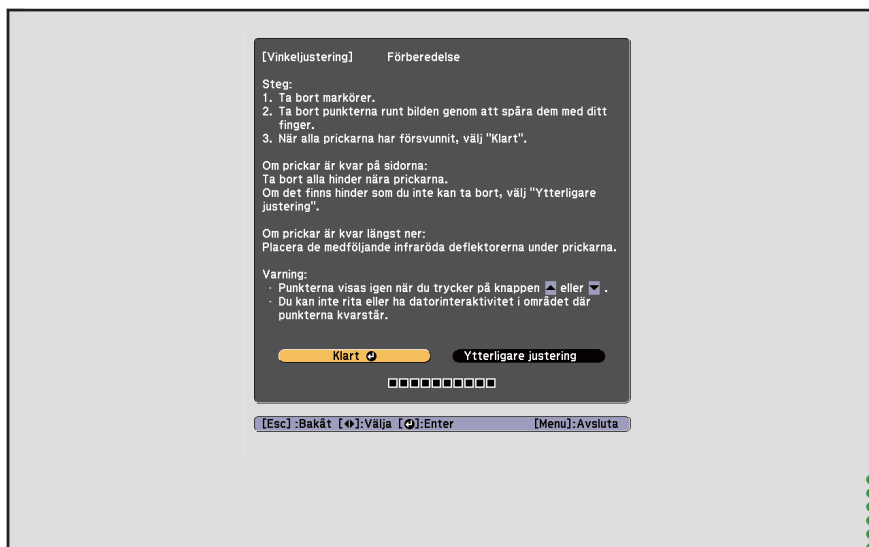 [Vinkeljustering] Förberedelse
Steg:
1. Ta bort markörer.
2. Ta bort punkterna runt bilden genom att spåra dem med ditt
finger.
3. När alla prickarna har försvunnit, välj "Klart".
Om prickar är kvar på sidorna:
Ta bort alla hinder nära prickarna.
Om det finns hinder som du inte kan ta bort, välj "Ytterligare
justering".
Om prickar är kvar längst ner:
Placera de medföljande infraröda deflektorerna under prickarna.
Varning:
· Punkterna visas igen när du trycker på knappen ▲ eller ▼ .
· Du kan inte rita eller ha datorinteraktivitet i området där
punkterna kvarstår.
Klart Ytterligare justering
[Esc] :Bakåt [◀▶]:Välja [⏎]:Enter [Menu]:Avsluta